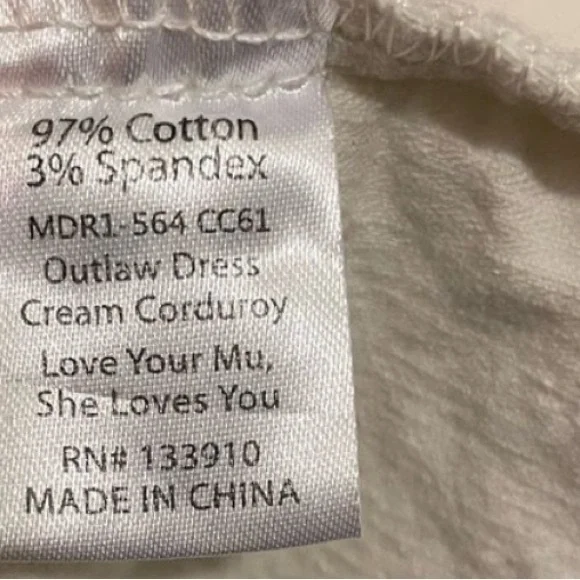 97% Cotton
3% Spandex
MDR1-564 CC61
Outlaw Dress
Cream Corduroy
Love Your Mu,
She Loves You
RN# 133910
MADE IN CHINA